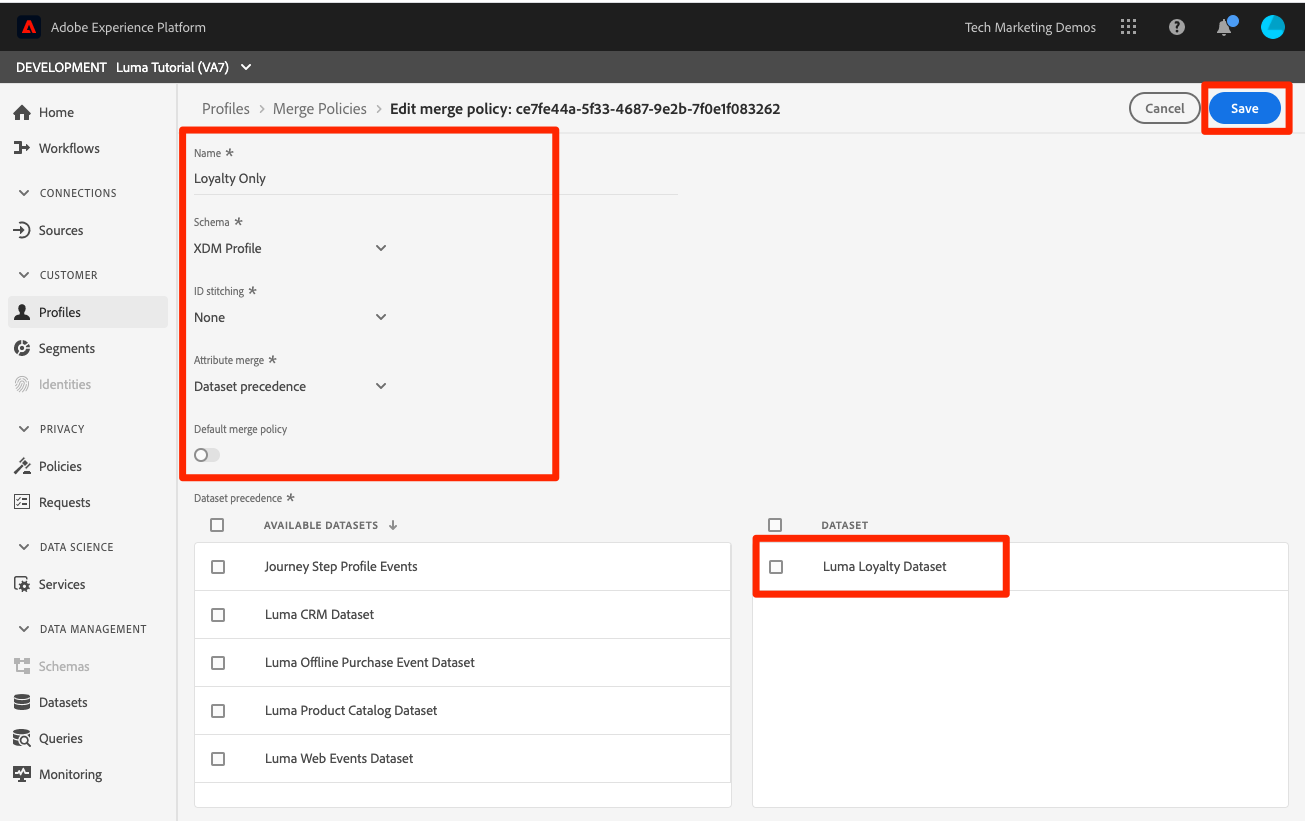 Adobe Experience Platform
Tech Marketing Demos
DEVELOPMENT Luma Tutorial (VA7)
Home
Workflows
CONNECTIONS
Sources
CUSTOMER
Profiles
Segments
Identities
PRIVACY
Policies
Requests
DATA SCIENCE
Services
DATA MANAGEMENT
Schemas
Datasets
Queries
Monitoring
Profiles > Merge Policies > Edit merge policy: ce7fe44a-5f33-4687-9e2b-7f0e1f083262
Cancel
Save
Name *
Loyalty Only
Schema *
XDM Profile
ID stitching *
None
Attribute merge *
Dataset precedence
Default merge policy
Dataset precedence *
AVAILABLE DATASETS ↓
Journey Step Profile Events
Luma CRM Dataset
Luma Offline Purchase Event Dataset
Luma Product Catalog Dataset
Luma Web Events Dataset
DATASET
Luma Loyalty Dataset